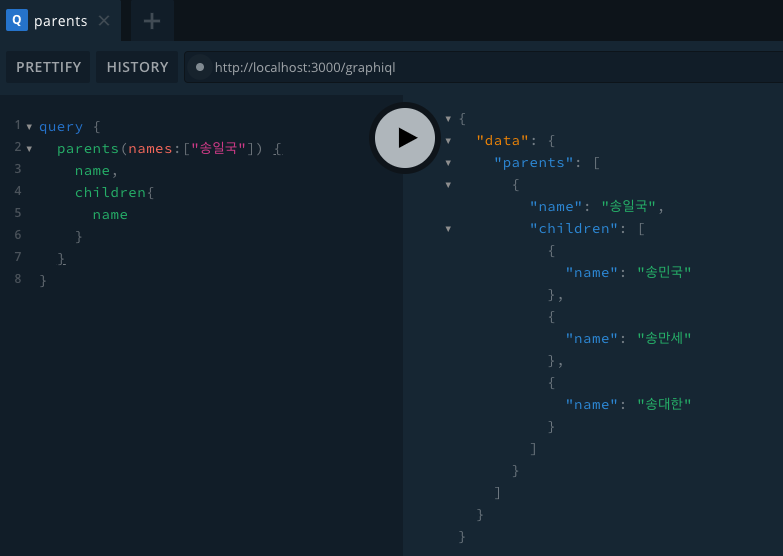 Q parents × +
PRETTIFY HISTORY http://localhost:3000/graphiql
1 query {
2 parents(names:["송일국"]) {
3 name,
4 children{
5 name
6 }
7 }
8 }
{
"data": {
"parents": [
{
"name": "송일국",
"children": [
{
"name": "송민국"
},
{
"name": "송만세"
},
{
"name": "송대한"
}
]
}
]
}
}